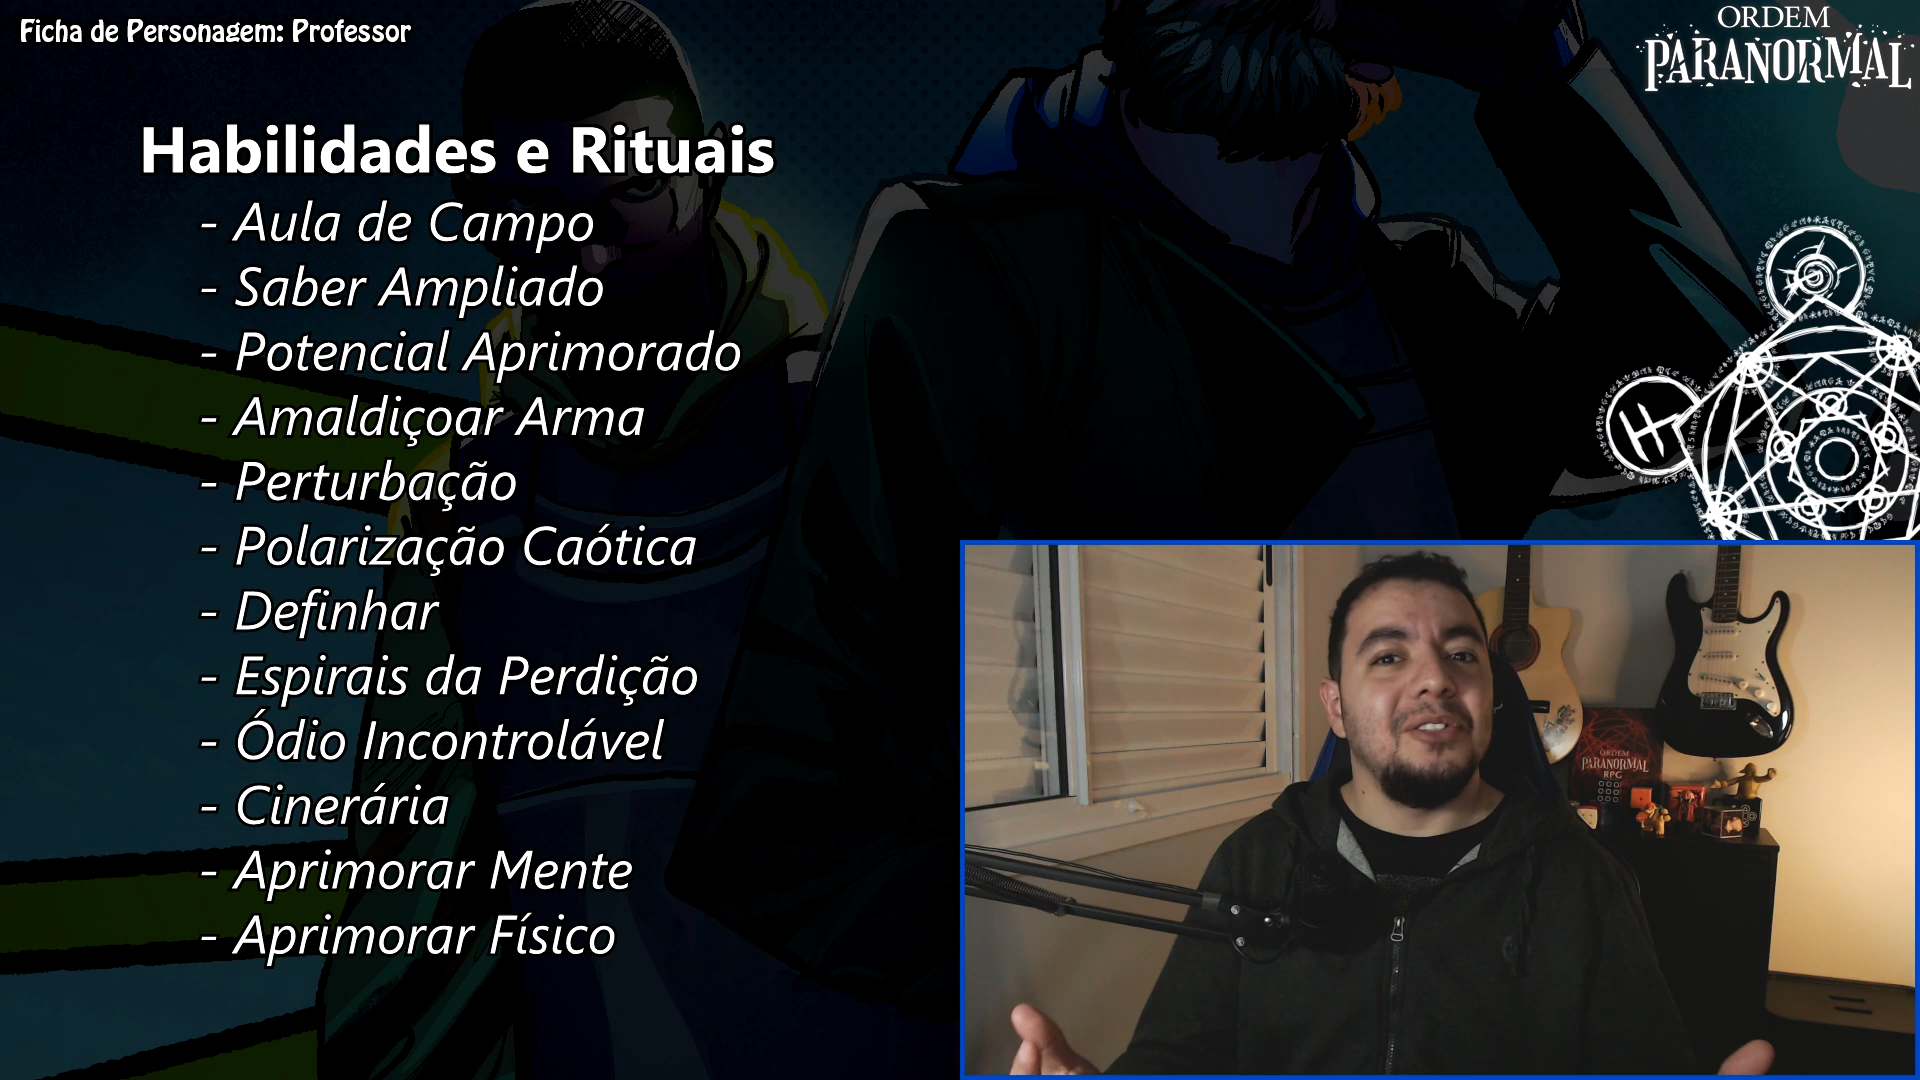 Ficha de Personagem: Professor
ORDEM
PARANORMAL
Habilidades e Rituais
- Aula de Campo
- Saber Ampliado
- Potencial Aprimorado
- Amaldiçoar Arma
- Perturbação
- Polarização Caótica
- Definhar
- Espirais da Perdição
- Ódio Incontrolável
- Cinerária
- Aprimorar Mente
- Aprimorar Físico
ORDEM
PARANORMAL
RPG